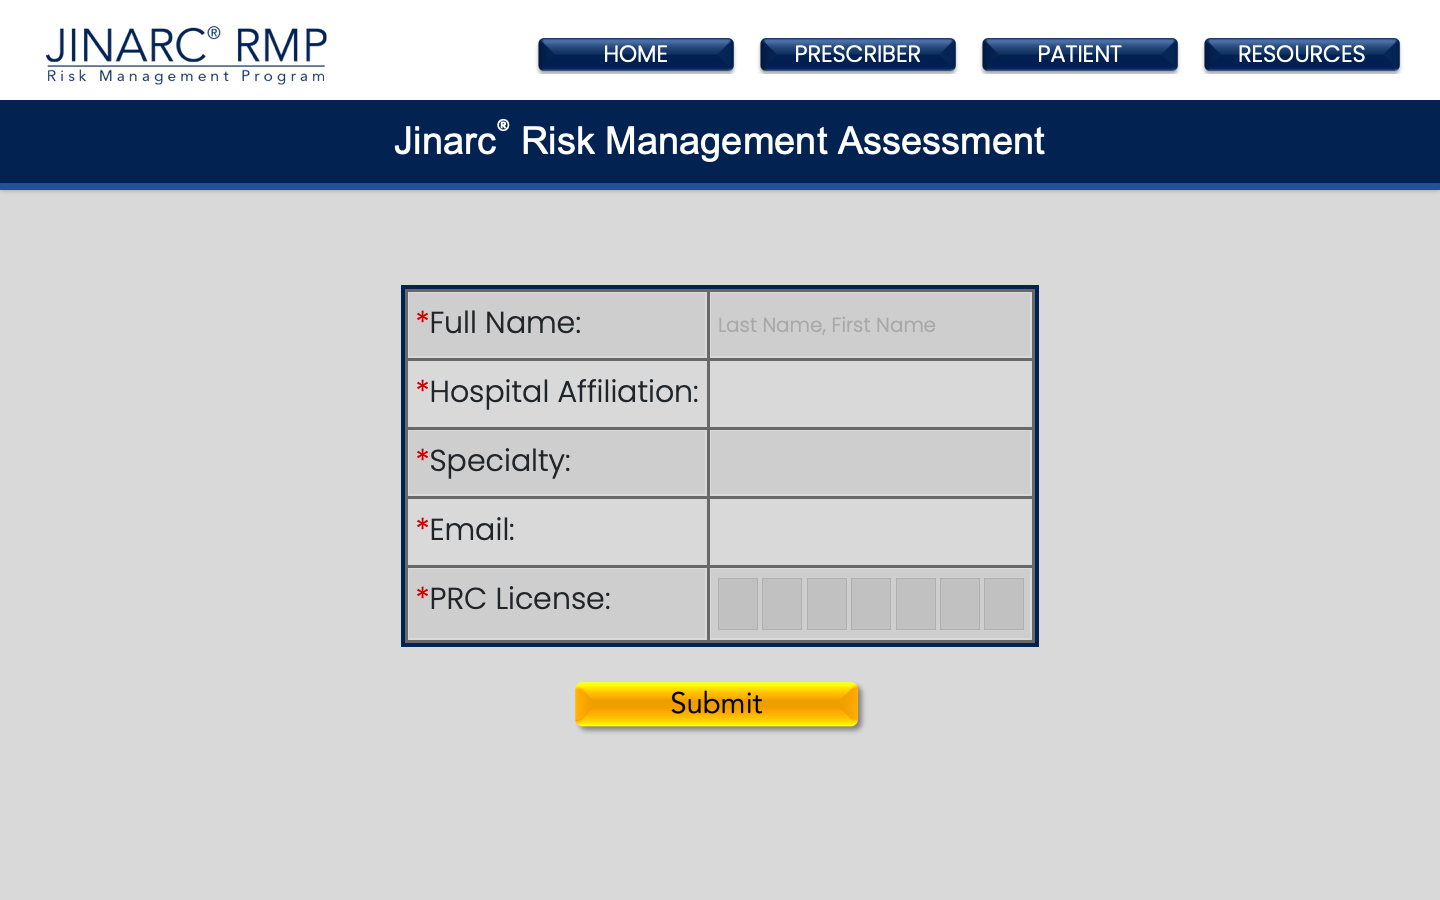 JINARC® RMP
Risk Management Program
HOME
PRESCRIBER
PATIENT
RESOURCES
Jinarc® Risk Management Assessment
*Full Name:
Last Name, First Name
*Hospital Affiliation:
*Specialty:
*Email:
*PRC License:
Submit